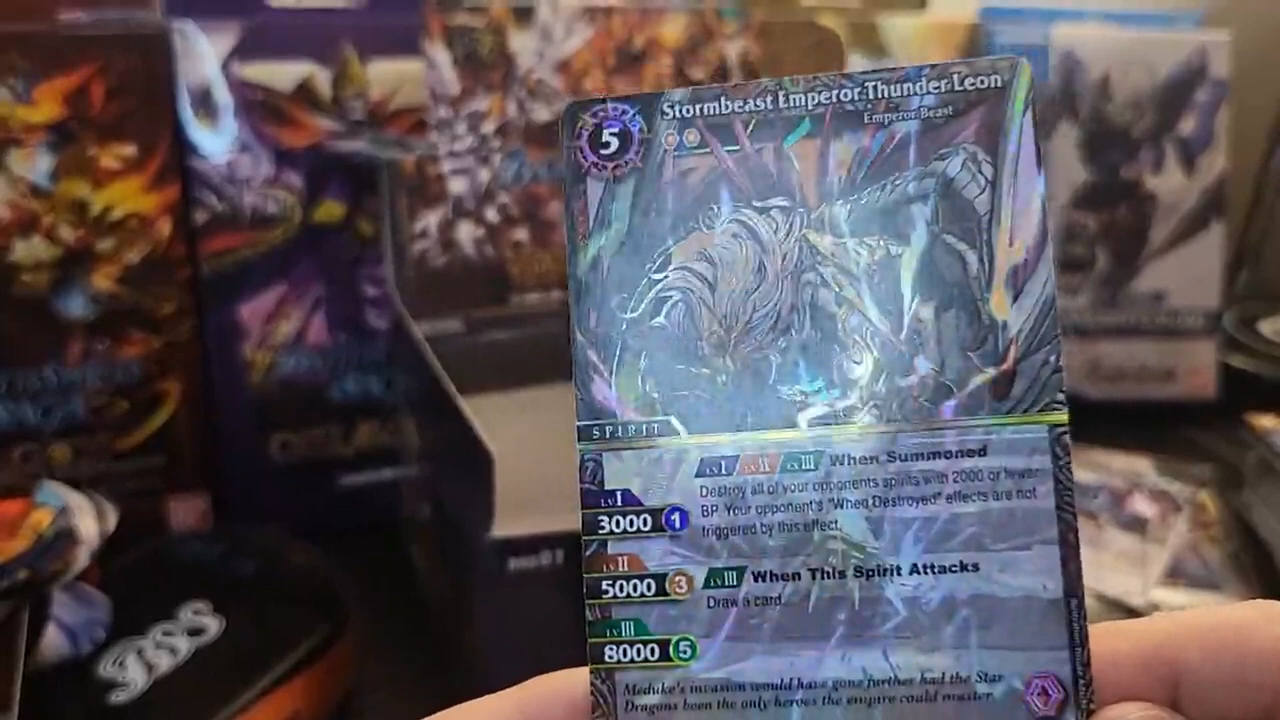 Stormbeast Emperor Thunder Leon
Emperor Beast
5
SPIRIT
LV I LV II LV III When Summoned
Destroy all of your opponents spirits with 2000 or fewer
BP. Your opponent's "When Destroyed" effects are not
triggered by this effect.
LV I
3000 1
LV II
5000 3
LV III When This Spirit Attacks
Draw a card.
LV III
8000 5
Meduke's invasion would have gone further had the Star
Dragons been the only heroes the empire could muster.
BSS